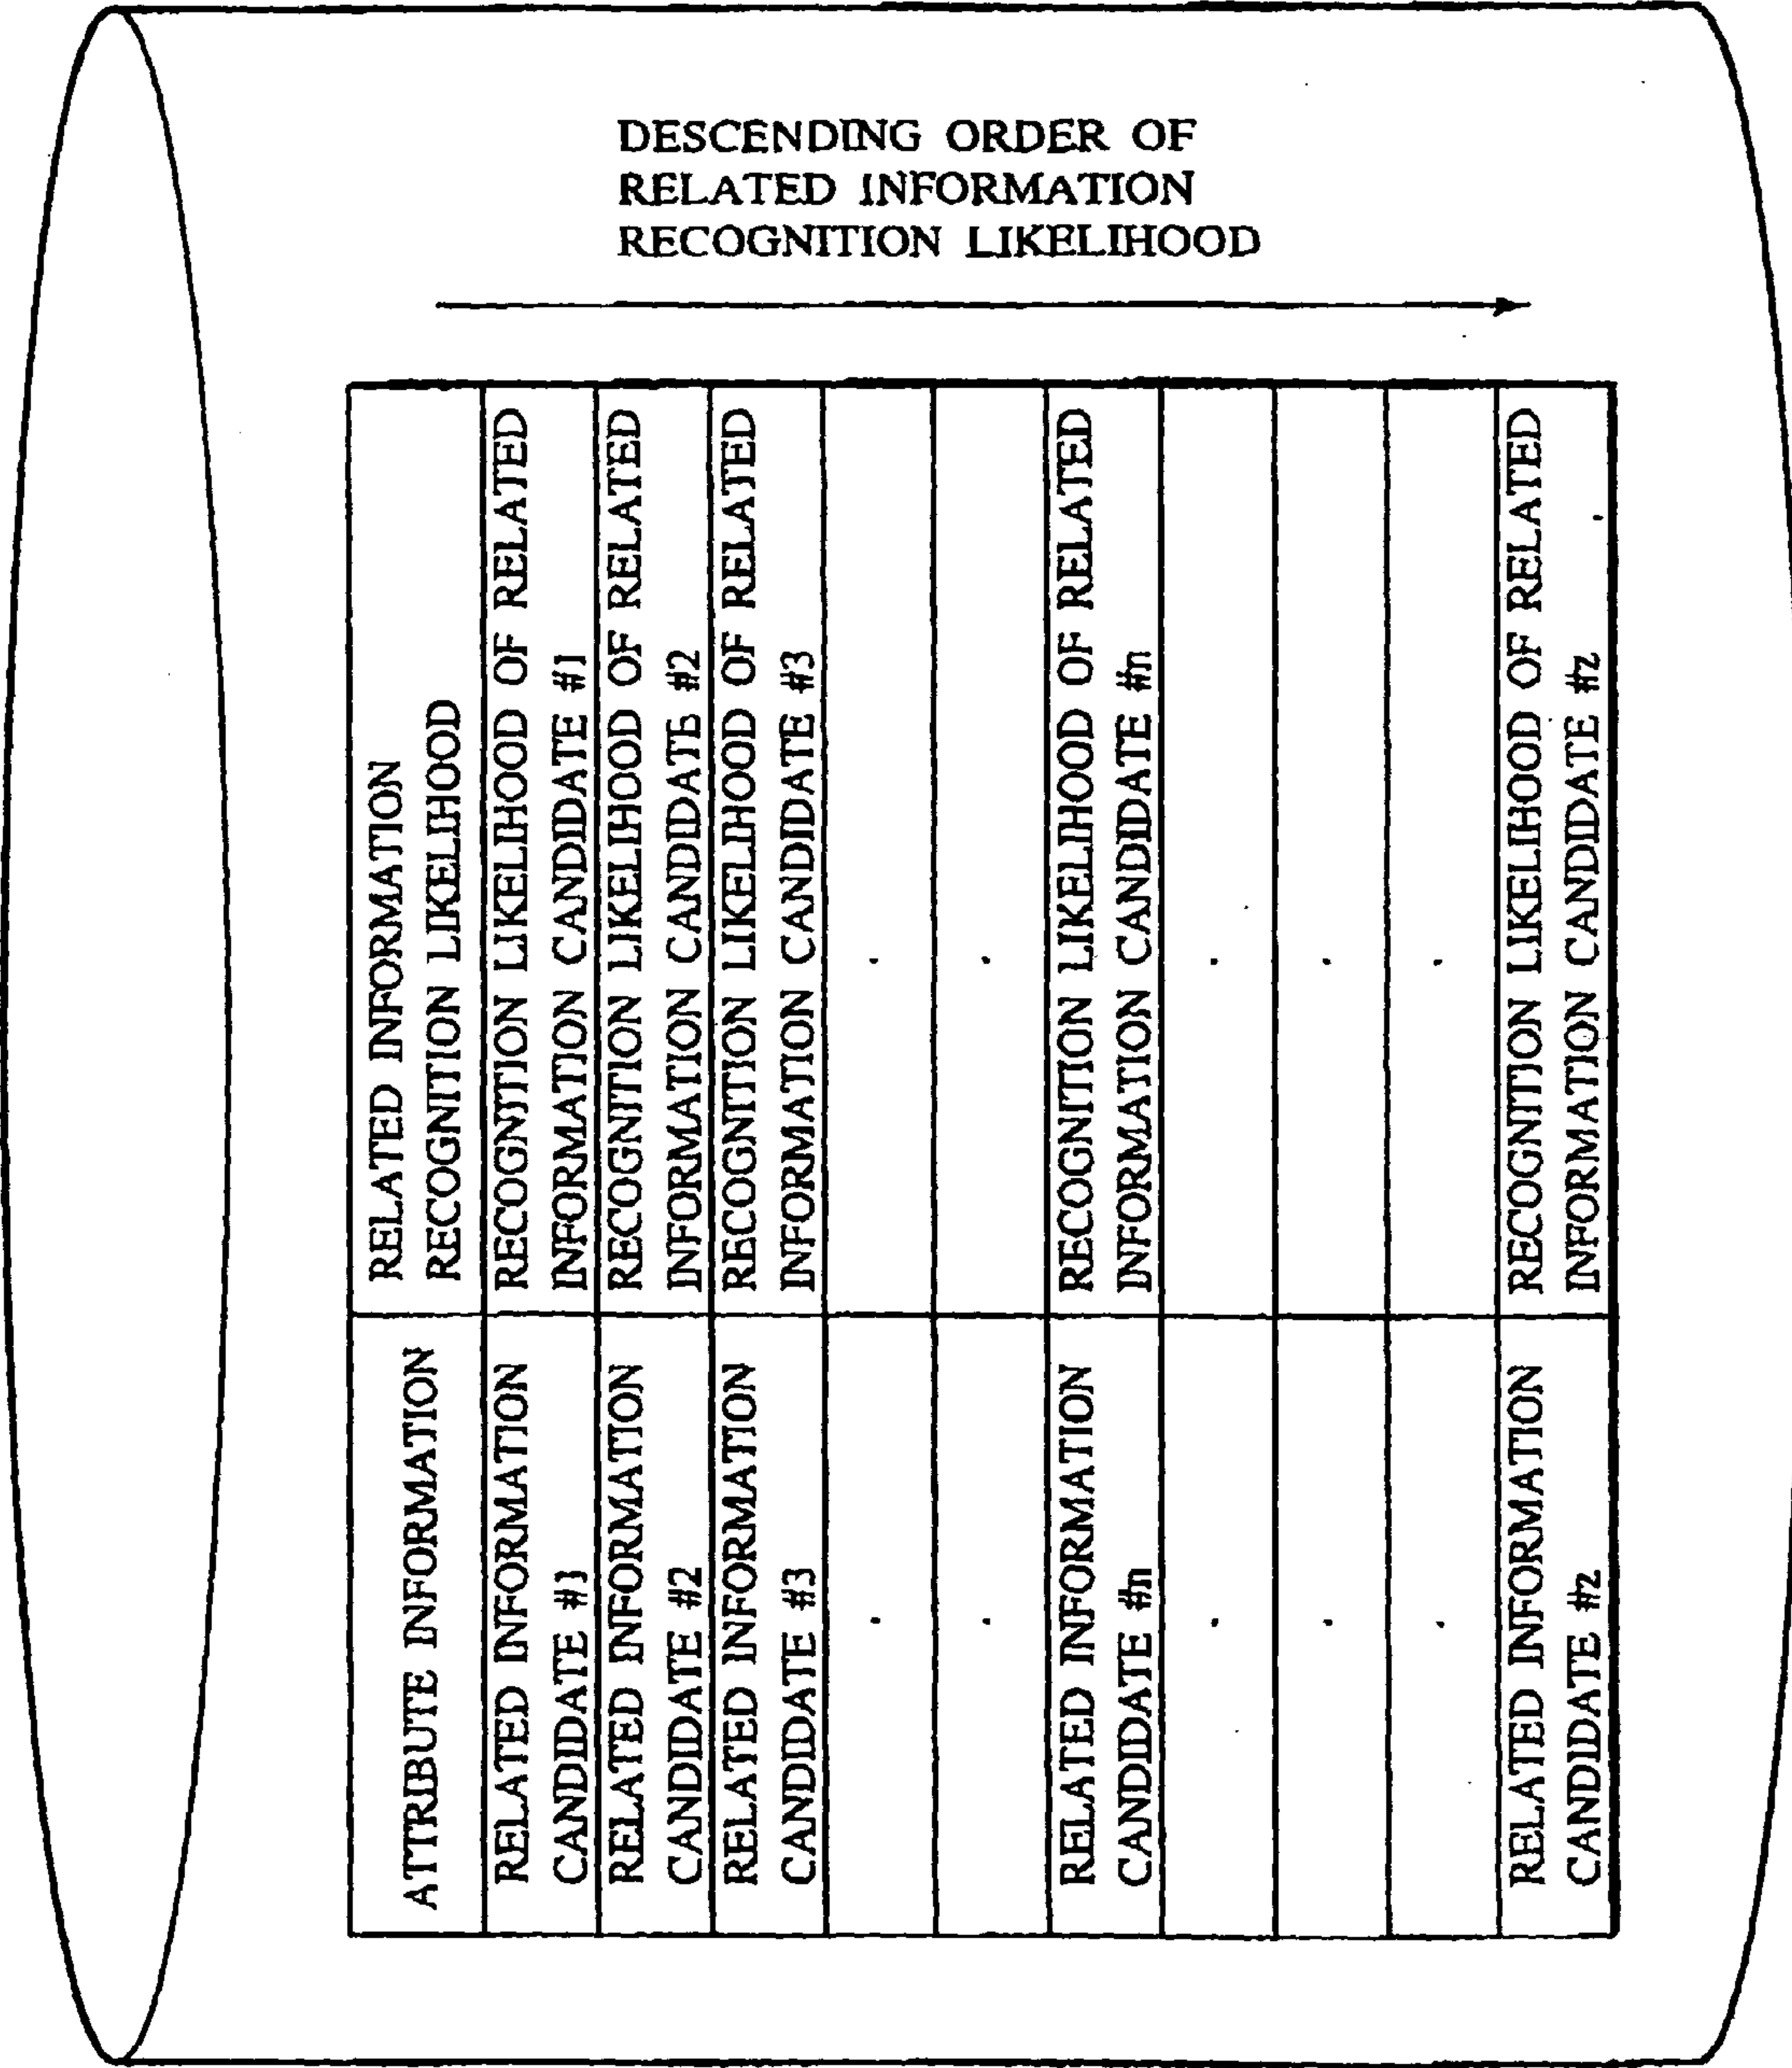 DESCENDING ORDER OF
RELATED INFORMATION
RECOGNITION LIKELIHOOD
ATTRIBUTE INFORMATION
RELATED INFORMATION
RECOGNITION LIKELIHOOD
RELATED INFORMATION
CANDIDATE #1
RECOGNITION LIKELIHOOD OF RELATED
INFORMATION CANDIDATE #1
RELATED INFORMATION
CANDIDATE #2
RECOGNITION LIKELIHOOD OF RELATED
INFORMATION CANDIDATE #2
RELATED INFORMATION
CANDIDATE #3
RECOGNITION LIKELIHOOD OF RELATED
INFORMATION CANDIDATE #3
RELATED INFORMATION
CANDIDATE #n
RECOGNITION LIKELIHOOD OF RELATED
INFORMATION CANDIDATE #n
RELATED INFORMATION
CANDIDATE #z
RECOGNITION LIKELIHOOD OF RELATED
INFORMATION CANDIDATE #z